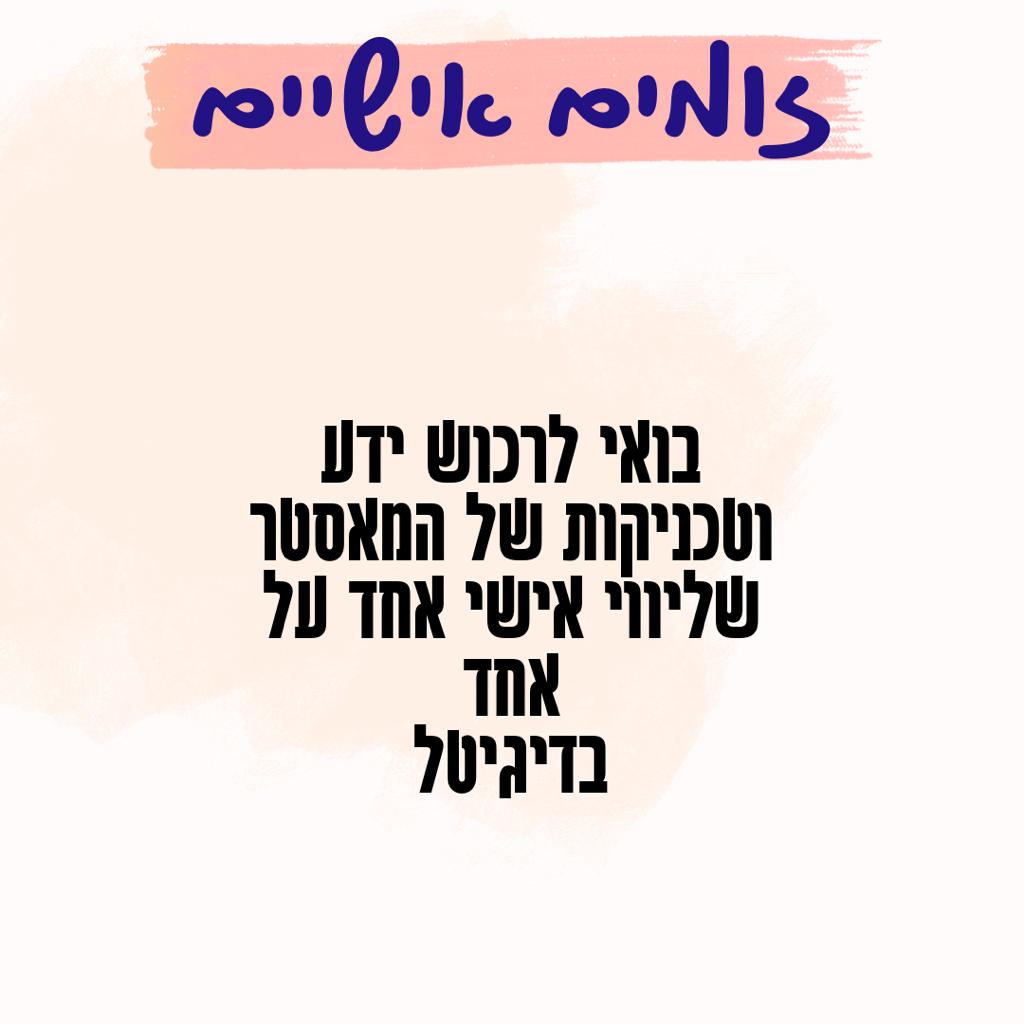 זומים אישיים
בואי לרכוש ידע
וטכניקות של המאסטר
שליווי אישי אחד על
אחד
בדיגיטל